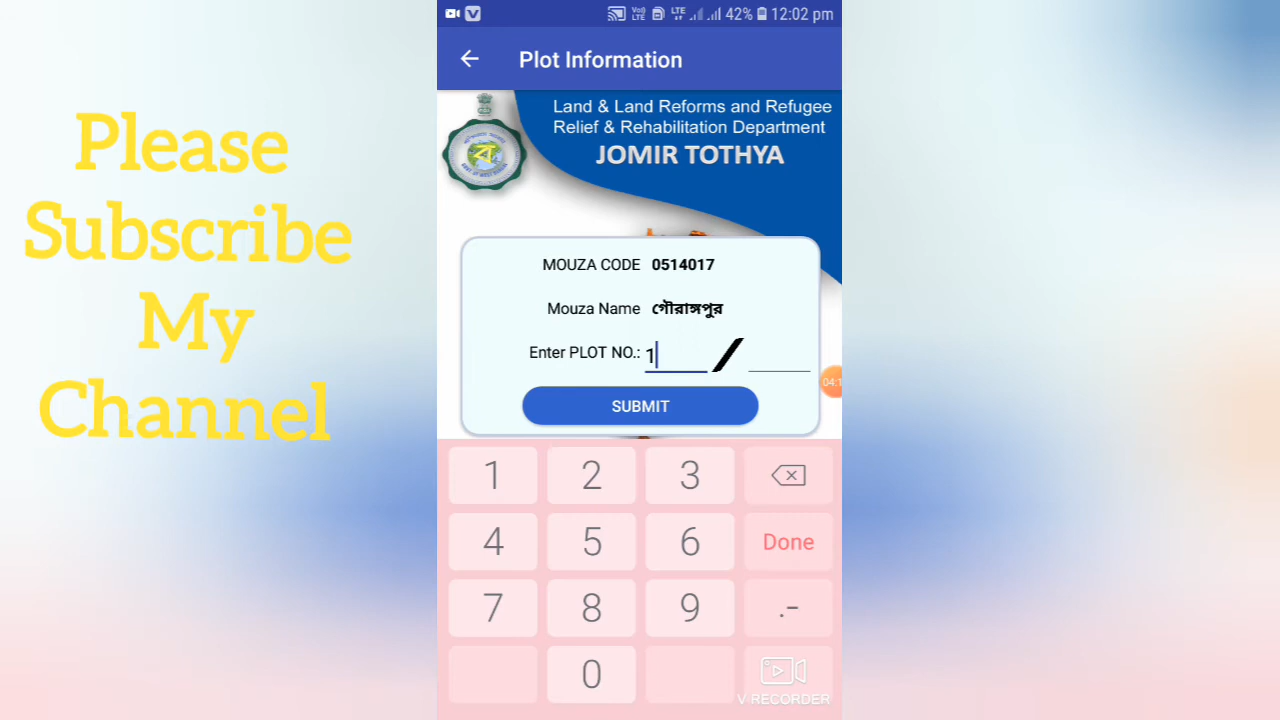 Please
Subscribe
My
Channel
42% 12:02 pm
Plot Information
Land & Land Reforms and Refugee
Relief & Rehabilitation Department
JOMIR TOTHYA
MOUZA CODE 0514017
Mouza Name গৌরাঙ্গপুর
Enter PLOT NO.: 1 /
SUBMIT
1 2 3
4 5 6 Done
7 8 9 .-
0
V RECORDER